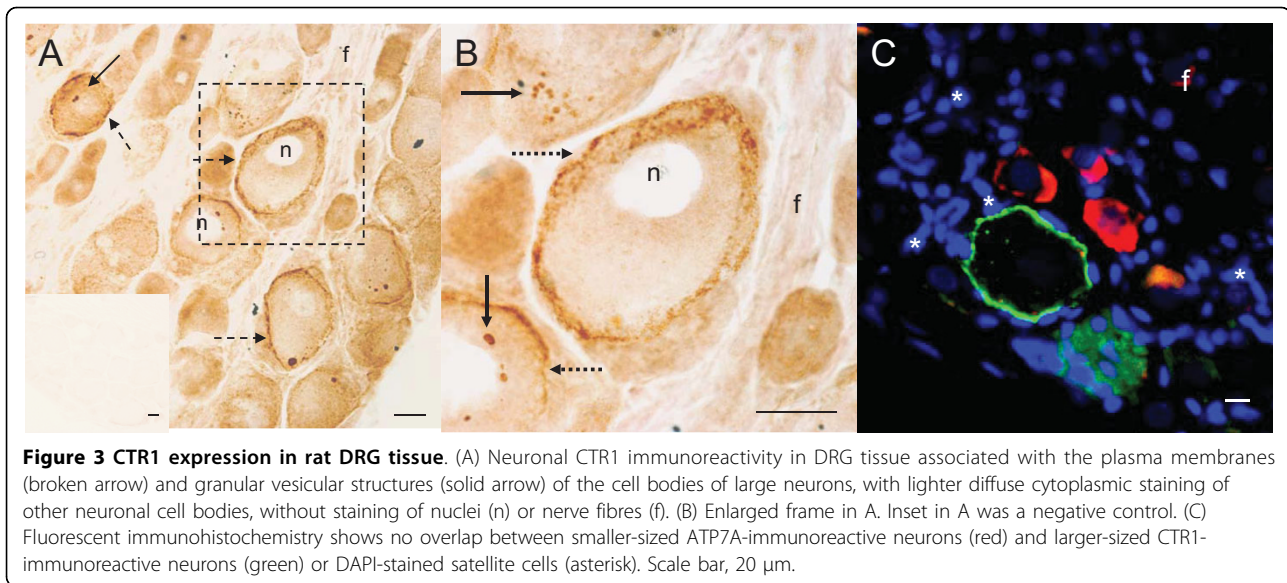 A
f
n
n
B
n
f
C
f
*
*
*
*
Figure 3 CTR1 expression in rat DRG tissue. (A) Neuronal CTR1 immunoreactivity in DRG tissue associated with the plasma membranes
(broken arrow) and granular vesicular structures (solid arrow) of the cell bodies of large neurons, with lighter diffuse cytoplasmic staining of
other neuronal cell bodies, without staining of nuclei (n) or nerve fibres (f). (B) Enlarged frame in A. Inset in A was a negative control. (C)
Fluorescent immunohistochemistry shows no overlap between smaller-sized ATP7A-immunoreactive neurons (red) and larger-sized CTR1-
immunoreactive neurons (green) or DAPI-stained satellite cells (asterisk). Scale bar, 20 μm.